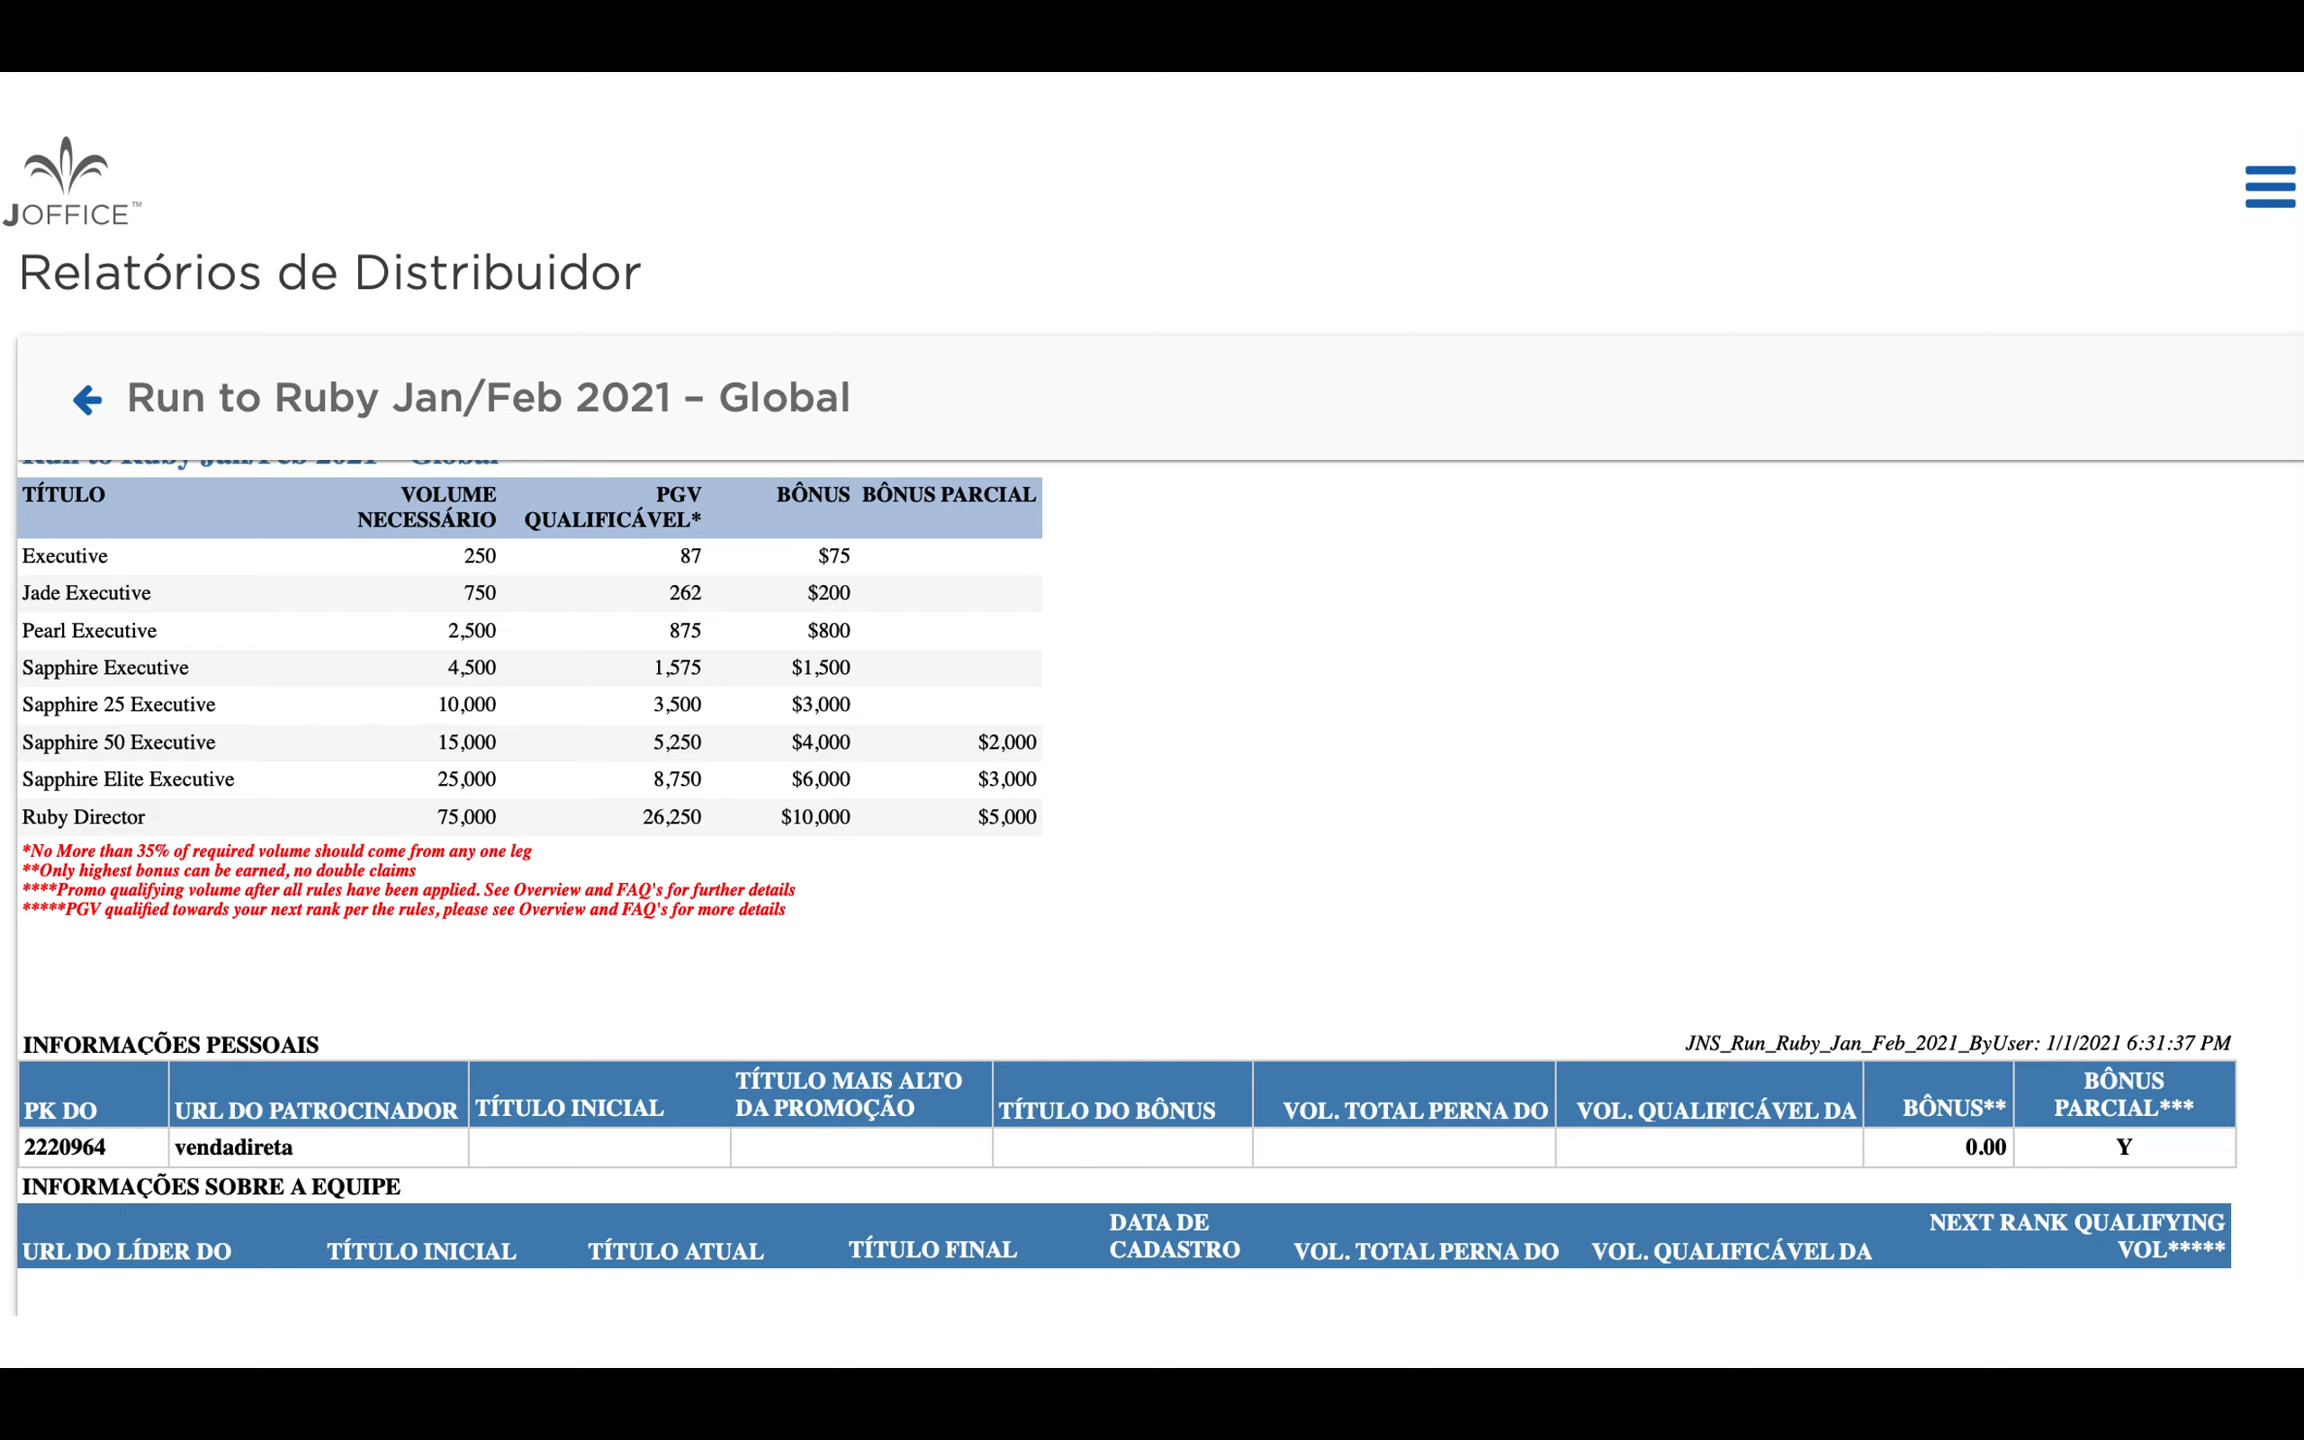 JOFFICE™
Relatórios de Distribuidor
Run to Ruby Jan/Feb 2021 – Global
Run to Ruby Jan/Feb 2021 – Global
TÍTULO VOLUME NECESSÁRIO PGV QUALIFICÁVEL* BÔNUS BÔNUS PARCIAL
Executive 250 87 $75
Jade Executive 750 262 $200
Pearl Executive 2,500 875 $800
Sapphire Executive 4,500 1,575 $1,500
Sapphire 25 Executive 10,000 3,500 $3,000
Sapphire 50 Executive 15,000 5,250 $4,000 $2,000
Sapphire Elite Executive 25,000 8,750 $6,000 $3,000
Ruby Director 75,000 26,250 $10,000 $5,000
*No More than 35% of required volume should come from any one leg
**Only highest bonus can be earned, no double claims
****Promo qualifying volume after all rules have been applied. See Overview and FAQ's for further details
*****PGV qualified towards your next rank per the rules, please see Overview and FAQ's for more details
INFORMAÇÕES PESSOAIS JNS_Run_Ruby_Jan_Feb_2021_ByUser: 1/1/2021 6:31:37 PM
PK DO URL DO PATROCINADOR TÍTULO INICIAL TÍTULO MAIS ALTO DA PROMOÇÃO TÍTULO DO BÔNUS VOL. TOTAL PERNA DO VOL. QUALIFICÁVEL DA BÔNUS** BÔNUS PARCIAL***
2220964 vendadireta 0.00 Y
INFORMAÇÕES SOBRE A EQUIPE
URL DO LÍDER DO TÍTULO INICIAL TÍTULO ATUAL TÍTULO FINAL DATA DE CADASTRO VOL. TOTAL PERNA DO VOL. QUALIFICÁVEL DA NEXT RANK QUALIFYING VOL*****